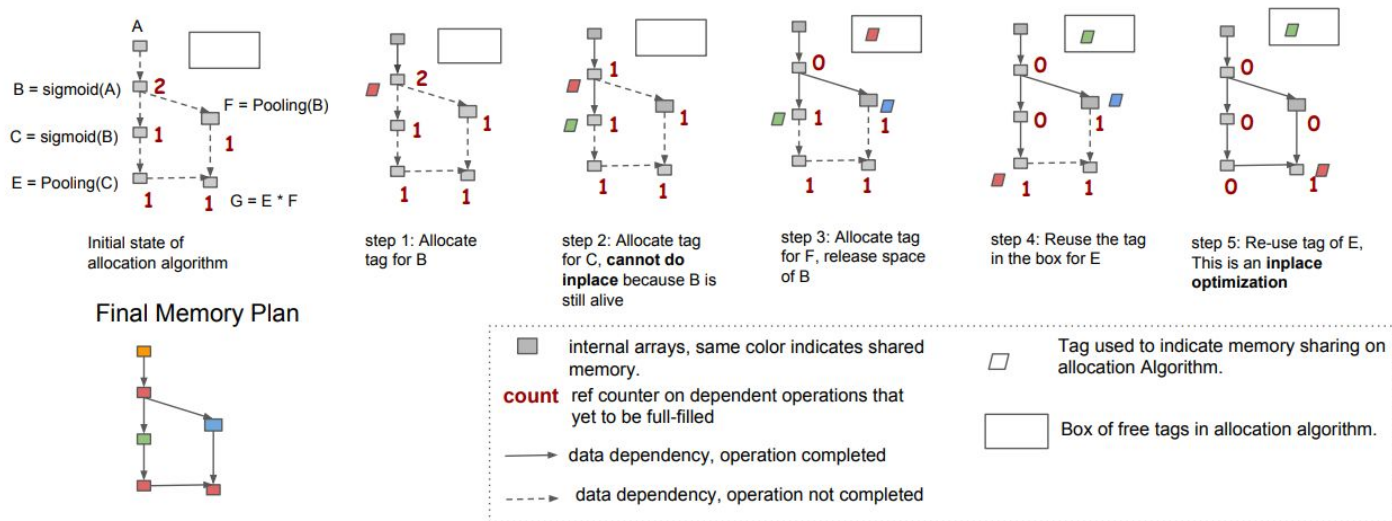 A
B = sigmoid(A)
2
F = Pooling(B)
C = sigmoid(B)
1
1
E = Pooling(C)
1
1
G = E * F
Initial state of
allocation algorithm
2
1
1
1
1
step 1: Allocate
tag for B
1
1
1
1
1
step 2: Allocate tag
for C, cannot do
inplace because B is
still alive
0
1
1
1
1
step 3: Allocate tag
for F, release space
of B
0
0
1
1
1
step 4: Reuse the tag
in the box for E
0
0
0
0
1
step 5: Re-use tag of E,
This is an inplace
optimization
Final Memory Plan
internal arrays, same color indicates shared
memory.
count ref counter on dependent operations that
yet to be full-filled
data dependency, operation completed
data dependency, operation not completed
Tag used to indicate memory sharing on
allocation Algorithm.
Box of free tags in allocation algorithm.